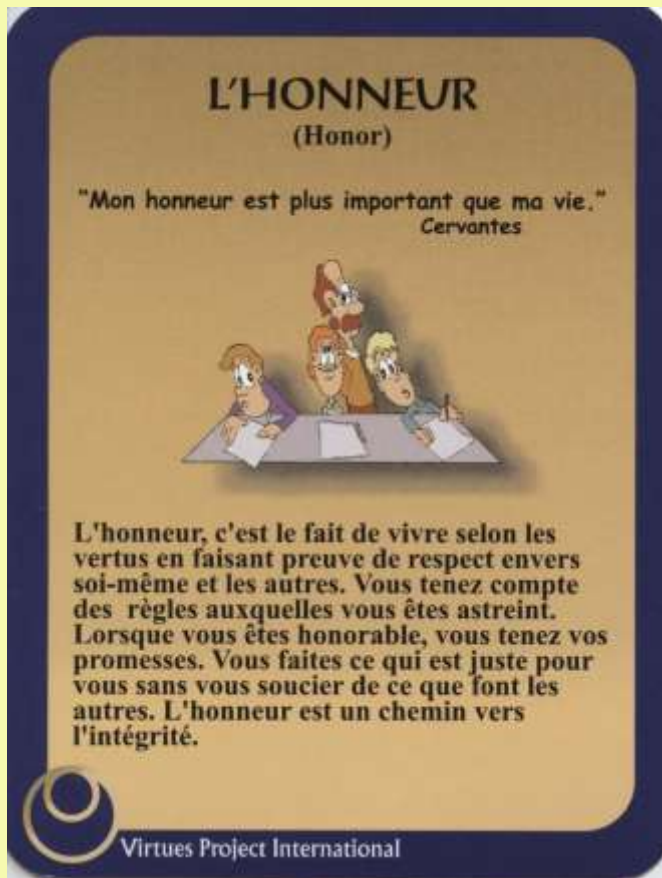 L'HONNEUR
(Honor)
"Mon honneur est plus important que ma vie."
Cervantes
L'honneur, c'est le fait de vivre selon les
vertus en faisant preuve de respect envers
soi-même et les autres. Vous tenez compte
des règles auxquelles vous êtes astreint.
Lorsque vous êtes honorable, vous tenez vos
promesses. Vous faites ce qui est juste pour
vous sans vous soucier de ce que font les
autres. L'honneur est un chemin vers
l'intégrité.
Virtues Project International